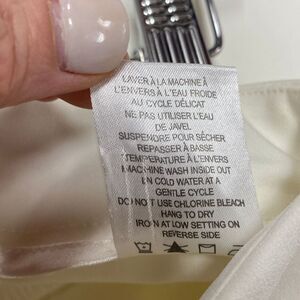 LAVER À LA MACHINE À
L'ENVERS À L'EAU FROIDE
AU CYCLE DÉLICAT
NE PAS UTILISER L'EAU
DE JAVEL
SUSPENDRE POUR SÉCHER
REPASSER À BASSE
TEMPÉRATURE À L'ENVERS
MACHINE WASH INSIDE OUT
IN COLD WATER AT A
GENTLE CYCLE
DO NOT USE CHLORINE BLEACH
HANG TO DRY
IRON AT LOW SETTING ON
REVERSE SIDE